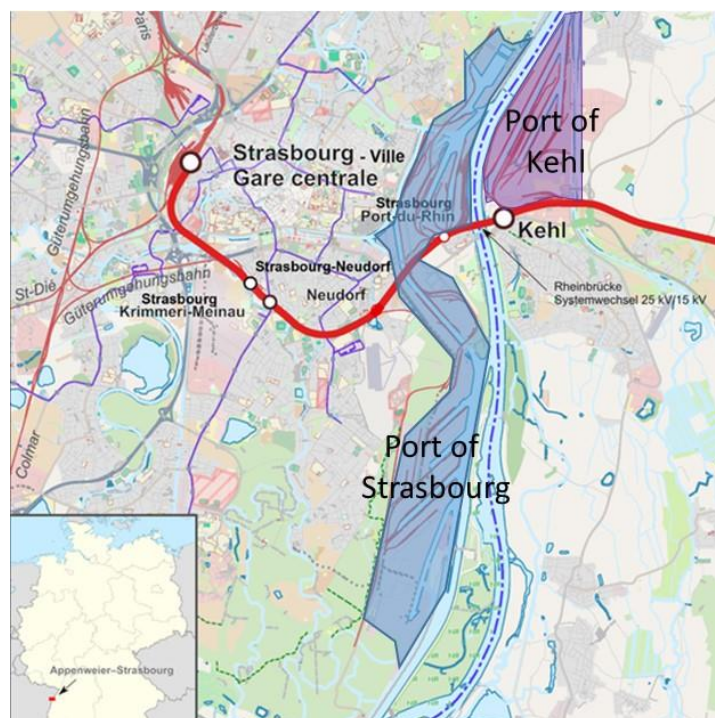 Paris
Güterumgehungsbahn
Strasbourg - Ville
Gare centrale
Port of
Kehl
Strasbourg
Port-du-Rhin
Kehl
Strasbourg-Neudorf
St-Dié
Güterumgehungsbahn
Strasbourg
Krimmeri-Meinau
Neudorf
Rheinbrücke
Systemwechsel 25 kV/15 kV
Colmar
Port of
Strasbourg
Appenweier–Strasbourg